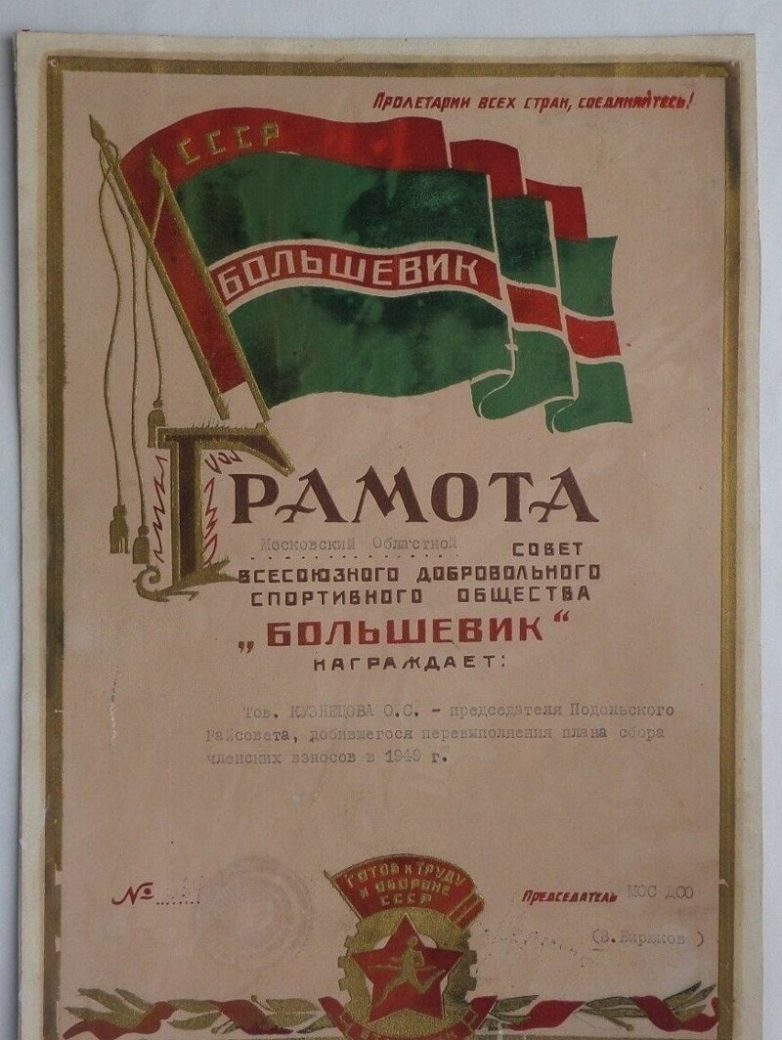 Пролетарии всех стран, соединяйтесь!
СССР
БОЛЬШЕВИК
ГРАМОТА
Московский Областной СОВЕТ
ВСЕСОЮЗНОГО ДОБРОВОЛЬНОГО
СПОРТИВНОГО ОБЩЕСТВА
„БОЛЬШЕВИК“
НАГРАЖДАЕТ:
Тов. КУЗНЕЦОВА О.С. – председателя Подольского
Райсовета, добившегося перевыполнения плана сбора
членских взносов в 1949 г.
ГОТОВ К ТРУДУ
И ОБОРОНЕ
СССР
№
Председатель МОС ДСО
(В.Бирюков)